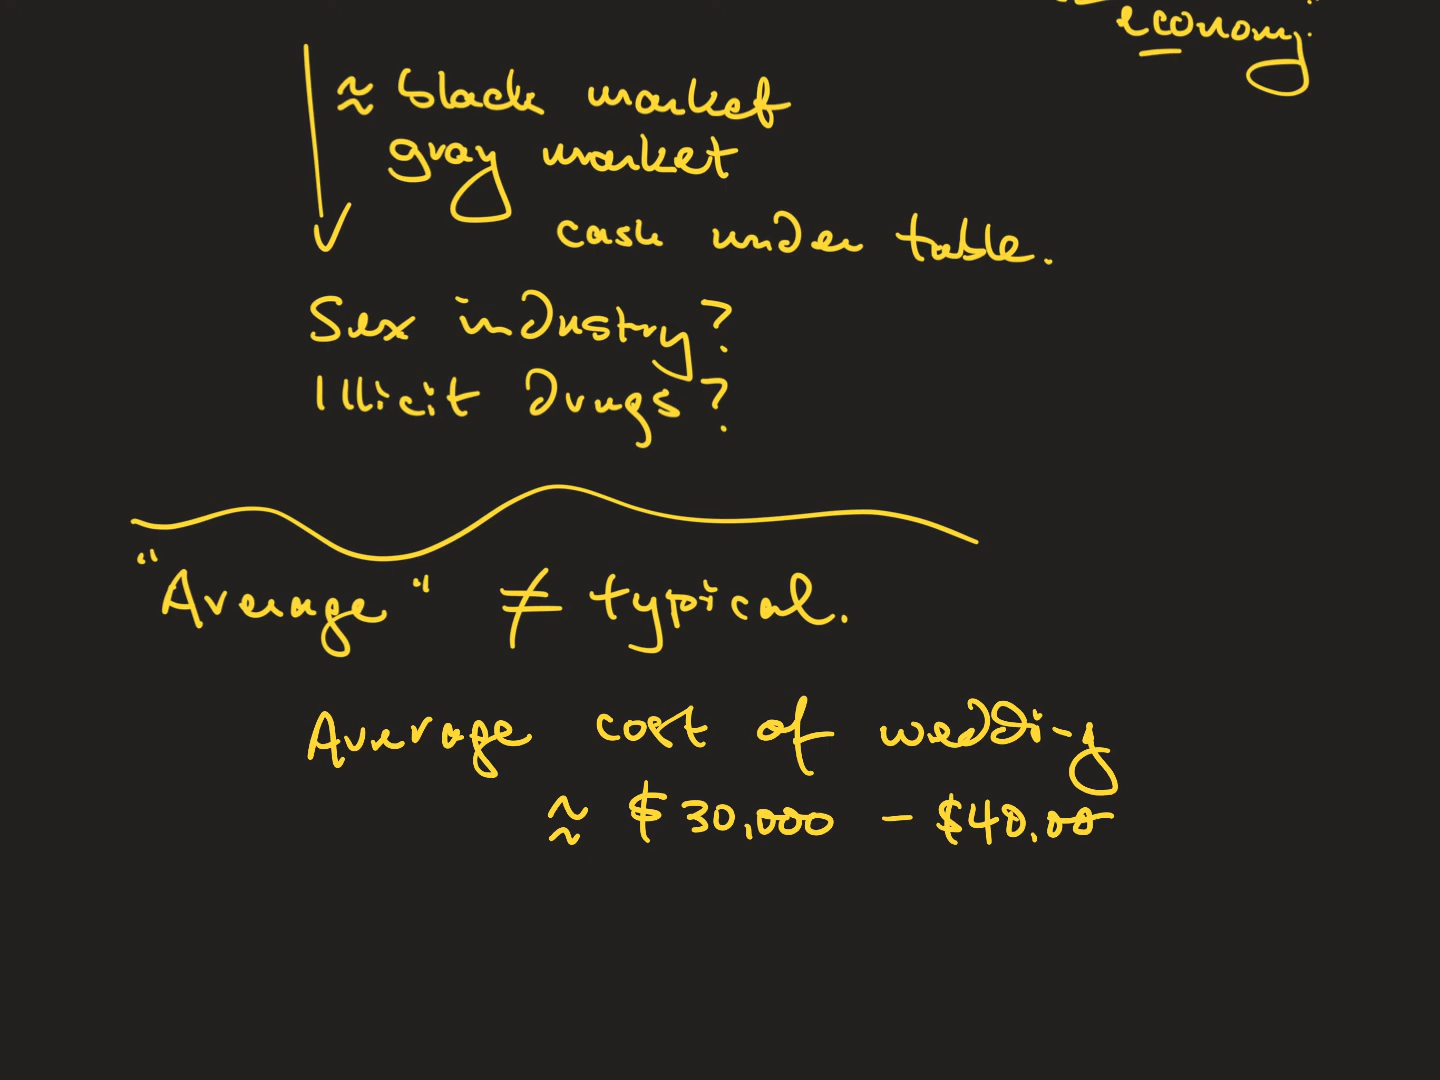 economy.
≈ black market
gray market
cash under table.
Sex industry?
Illicit drugs?
"Average" ≠ typical.
Average cost of wedding
≈ $30,000 - $40,00